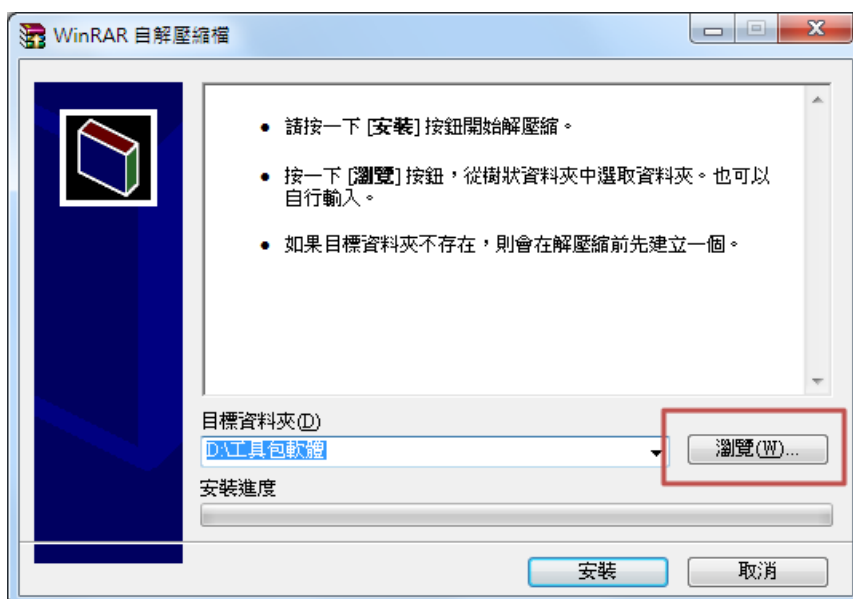 WinRAR 自解壓縮檔
• 請按一下 [安裝] 按鈕開始解壓縮。
• 按一下 [瀏覽] 按鈕，從樹狀資料夾中選取資料夾。也可以
自行輸入。
• 如果目標資料夾不存在，則會在解壓縮前先建立一個。
目標資料夾(D)
D:\工具包軟體
瀏覽(W)...
安裝進度
安裝
取消